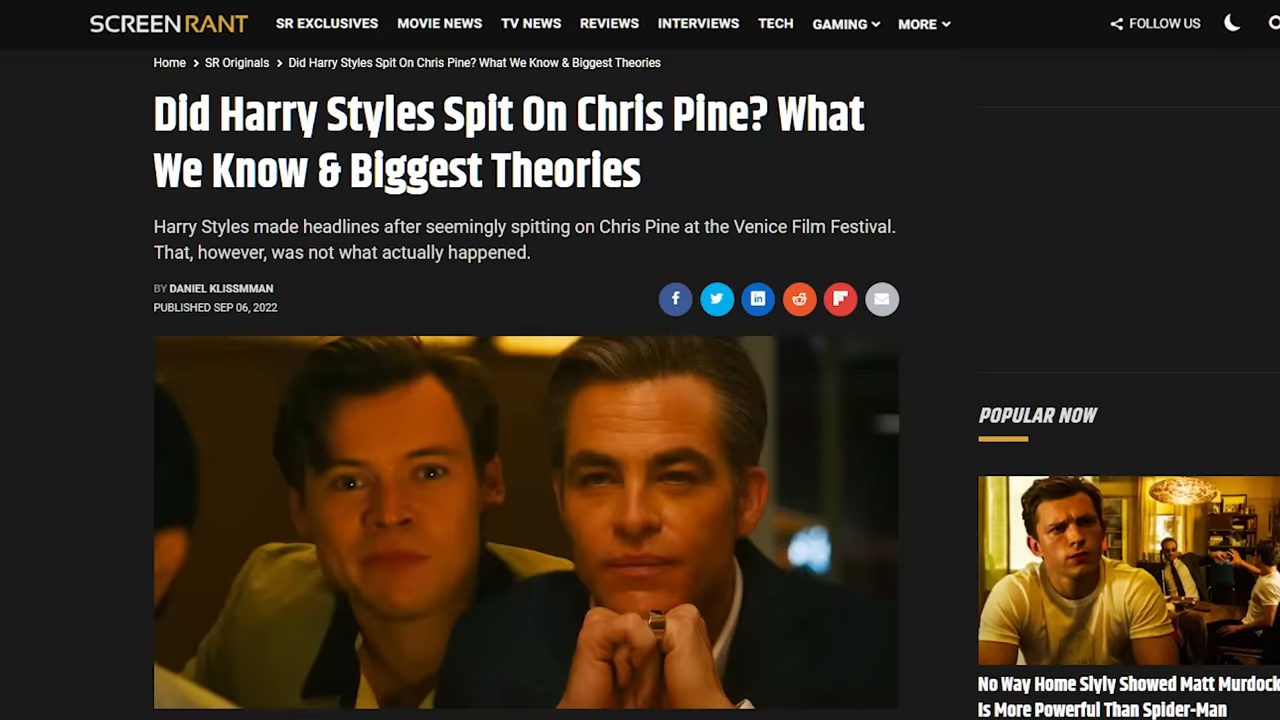 SCREENRANT
SR EXCLUSIVES MOVIE NEWS TV NEWS REVIEWS INTERVIEWS TECH GAMING MORE FOLLOW US
Home > SR Originals > Did Harry Styles Spit On Chris Pine? What We Know & Biggest Theories
Did Harry Styles Spit On Chris Pine? What
We Know & Biggest Theories
Harry Styles made headlines after seemingly spitting on Chris Pine at the Venice Film Festival.
That, however, was not what actually happened.
BY DANIEL KLISSMMAN
PUBLISHED SEP 06, 2022
POPULAR NOW
No Way Home Slyly Showed Matt Murdock
Is More Powerful Than Spider-Man